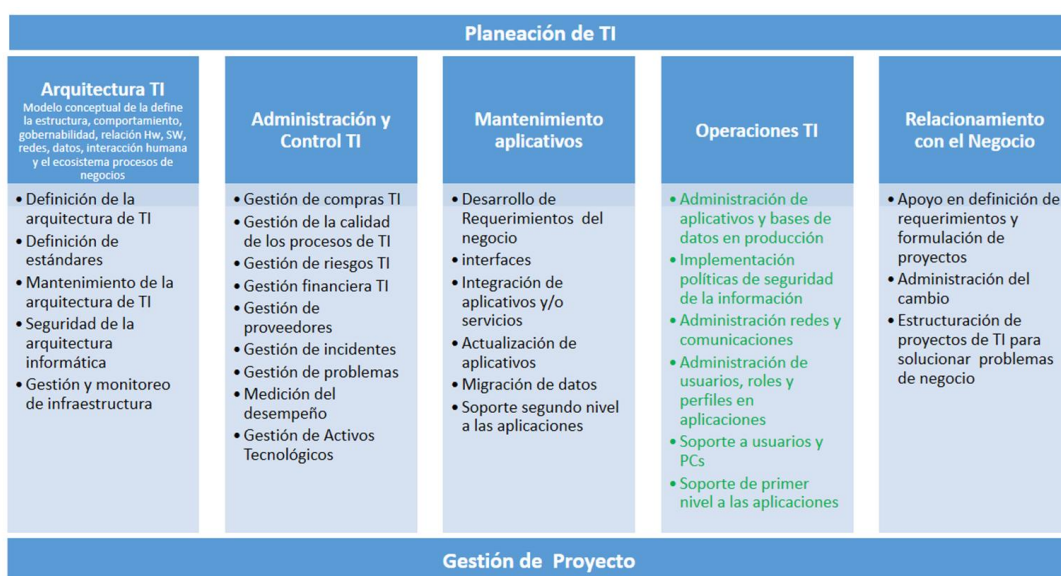 Planeación de TI
Arquitectura TI
Modelo conceptual de la define
la estructura, comportamiento,
gobernabilidad, relación Hw, SW,
redes, datos, interacción humana
y el ecosistema procesos de
negocios
• Definición de la
arquitectura de TI
• Definición de
estándares
• Mantenimiento de la
arquitectura de TI
• Seguridad de la
arquitectura
informática
• Gestión y monitoreo
de infraestructura
Administración y
Control TI
• Gestión de compras TI
• Gestión de la calidad
de los procesos de TI
• Gestión de riesgos TI
• Gestión financiera TI
• Gestión de
proveedores
• Gestión de incidentes
• Gestión de problemas
• Medición del
desempeño
• Gestión de Activos
Tecnológicos
Mantenimiento
aplicativos
• Desarrollo de
Requerimientos del
negocio
• interfaces
• Integración de
aplicativos y/o
servicios
• Actualización de
aplicativos
• Migración de datos
• Soporte segundo nivel
a las aplicaciones
Operaciones TI
• Administración de
aplicativos y bases de
datos en producción
• Implementación
políticas de seguridad
de la información
• Administración redes y
comunicaciones
• Administración de
usuarios, roles y
perfiles en
aplicaciones
• Soporte a usuarios y
PCs
• Soporte de primer
nivel a las aplicaciones
Relacionamiento
con el Negocio
• Apoyo en definición de
requerimientos y
formulación de
proyectos
• Administración del
cambio
• Estructuración de
proyectos de TI para
solucionar problemas
de negocio
Gestión de Proyecto